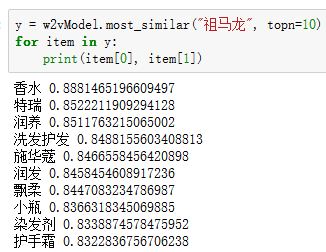 y = w2vModel.most_similar("祖马龙", topn=10)
for item in y:
    print(item[0], item[1])
香水 0.8881465196609497
特瑞 0.8522211909294128
润养 0.8511763215065002
洗发护发 0.8488155603408813
施华蔻 0.8466558456420898
润发 0.8458454608917236
飘柔 0.8447083234786987
小瓶 0.8366318345069885
染发剂 0.8338874578475952
护手霜 0.8322836756706238